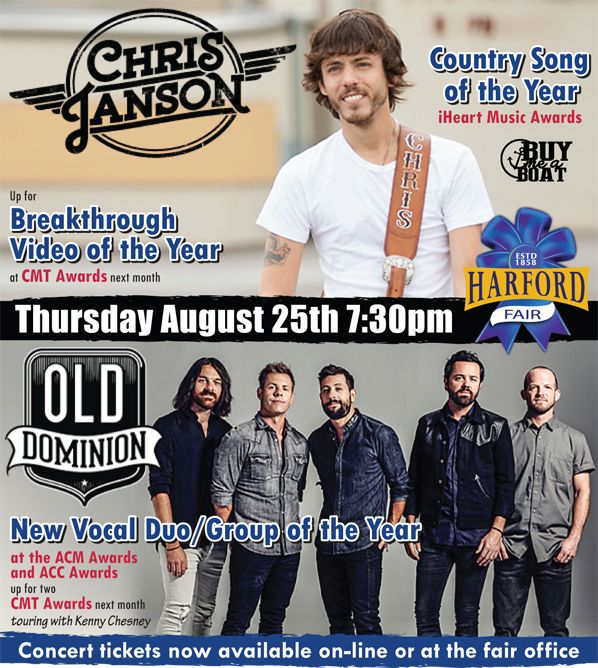 CHRIS
JANSON
Country Song
of the Year
iHeart Music Awards
BUY
me a
BOAT
CHRIS
Up for
Breakthrough
Video of the Year
at CMT Awards next month
ESTD
1858
HARFORD
FAIR
Thursday August 25th 7:30pm
OLD
DOMINION
New Vocal Duo/Group of the Year
at the ACM Awards
and ACC Awards
up for two
CMT Awards next month
touring with Kenny Chesney
Concert tickets now available on-line or at the fair office